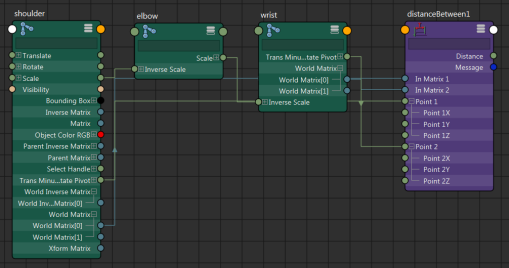 shoulder
Translate
Rotate
Scale
Visibility
Bounding Box
Inverse Matrix
Matrix
Object Color RGB
Parent Inverse Matrix
Parent Matrix
Select Handle
Trans Minu...tate Pivot
World Inverse Matrix
World Inv...Matrix[0]
World Matrix
World Matrix[0]
World Matrix[1]
Xform Matrix
elbow
Scale
Inverse Scale
wrist
Trans Minu...tate Pivot
World Matrix
World Matrix[0]
World Matrix[1]
Inverse Scale
distanceBetween1
Distance
Message
In Matrix 1
In Matrix 2
Point 1
Point 1X
Point 1Y
Point 1Z
Point 2
Point 2X
Point 2Y
Point 2Z